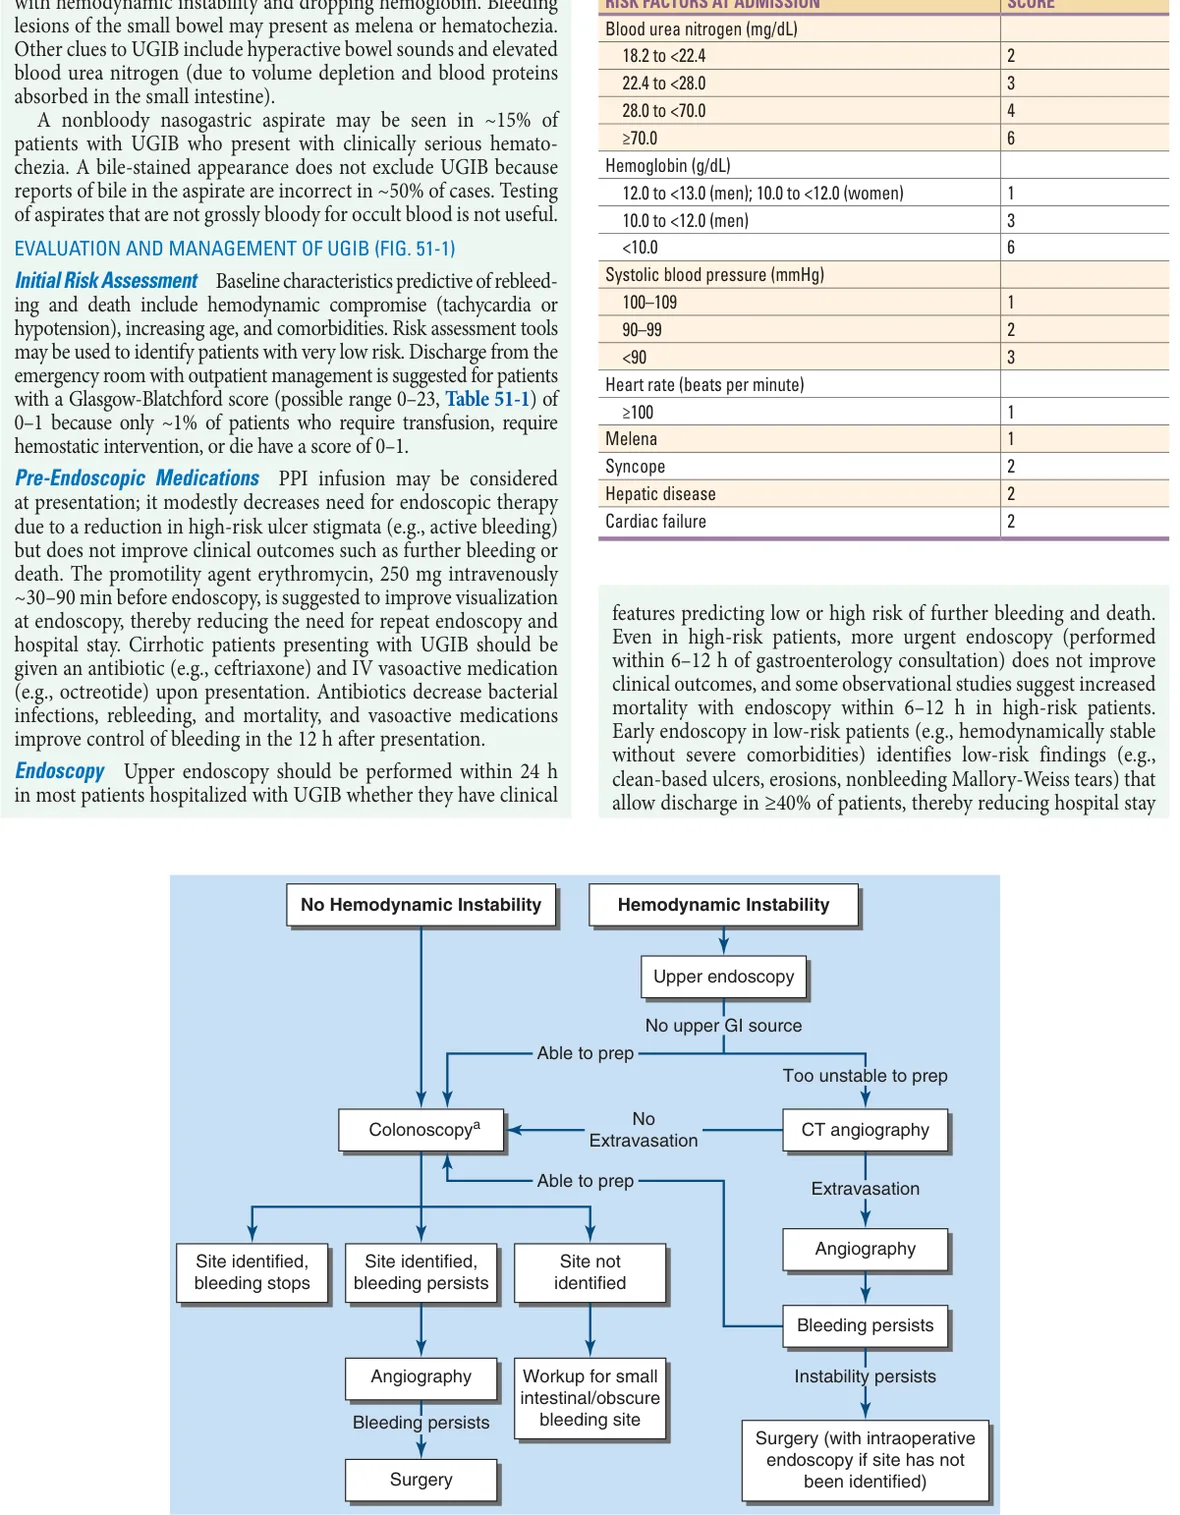 with hemodynamic instability and dropping hemoglobin. Bleeding
lesions of the small bowel may present as melena or hematochezia.
Other clues to UGIB include hyperactive bowel sounds and elevated
blood urea nitrogen (due to volume depletion and blood proteins
absorbed in the small intestine).
A nonbloody nasogastric aspirate may be seen in ~15% of
patients with UGIB who present with clinically serious hemato-
chezia. A bile-stained appearance does not exclude UGIB because
reports of bile in the aspirate are incorrect in ~50% of cases. Testing
of aspirates that are not grossly bloody for occult blood is not useful.
EVALUATION AND MANAGEMENT OF UGIB (FIG. 51-1)
Initial Risk Assessment Baseline characteristics predictive of rebleed-
ing and death include hemodynamic compromise (tachycardia or
hypotension), increasing age, and comorbidities. Risk assessment tools
may be used to identify patients with very low risk. Discharge from the
emergency room with outpatient management is suggested for patients
with a Glasgow-Blatchford score (possible range 0–23, Table 51-1) of
0–1 because only ~1% of patients who require transfusion, require
hemostatic intervention, or die have a score of 0–1.
Pre-Endoscopic Medications PPI infusion may be considered
at presentation; it modestly decreases need for endoscopic therapy
due to a reduction in high-risk ulcer stigmata (e.g., active bleeding)
but does not improve clinical outcomes such as further bleeding or
death. The promotility agent erythromycin, 250 mg intravenously
~30–90 min before endoscopy, is suggested to improve visualization
at endoscopy, thereby reducing the need for repeat endoscopy and
hospital stay. Cirrhotic patients presenting with UGIB should be
given an antibiotic (e.g., ceftriaxone) and IV vasoactive medication
(e.g., octreotide) upon presentation. Antibiotics decrease bacterial
infections, rebleeding, and mortality, and vasoactive medications
improve control of bleeding in the 12 h after presentation.
Endoscopy Upper endoscopy should be performed within 24 h
in most patients hospitalized with UGIB whether they have clinical
RISK FACTORS AT ADMISSION SCORE
Blood urea nitrogen (mg/dL)
18.2 to <22.4 2
22.4 to <28.0 3
28.0 to <70.0 4
≥70.0 6
Hemoglobin (g/dL)
12.0 to <13.0 (men); 10.0 to <12.0 (women) 1
10.0 to <12.0 (men) 3
<10.0 6
Systolic blood pressure (mmHg)
100–109 1
90–99 2
<90 3
Heart rate (beats per minute)
≥100 1
Melena 1
Syncope 2
Hepatic disease 2
Cardiac failure 2
features predicting low or high risk of further bleeding and death.
Even in high-risk patients, more urgent endoscopy (performed
within 6–12 h of gastroenterology consultation) does not improve
clinical outcomes, and some observational studies suggest increased
mortality with endoscopy within 6–12 h in high-risk patients.
Early endoscopy in low-risk patients (e.g., hemodynamically stable
without severe comorbidities) identifies low-risk findings (e.g.,
clean-based ulcers, erosions, nonbleeding Mallory-Weiss tears) that
allow discharge in ≥40% of patients, thereby reducing hospital stay
No Hemodynamic Instability
Hemodynamic Instability
Upper endoscopy
No upper GI source
Able to prep
Too unstable to prep
Colonoscopyᵃ
No
Extravasation
CT angiography
Able to prep
Extravasation
Angiography
Site identified,
bleeding stops
Site identified,
bleeding persists
Site not
identified
Bleeding persists
Angiography
Workup for small
intestinal/obscure
bleeding site
Instability persists
Bleeding persists
Surgery
Surgery (with intraoperative
endoscopy if site has not
been identified)